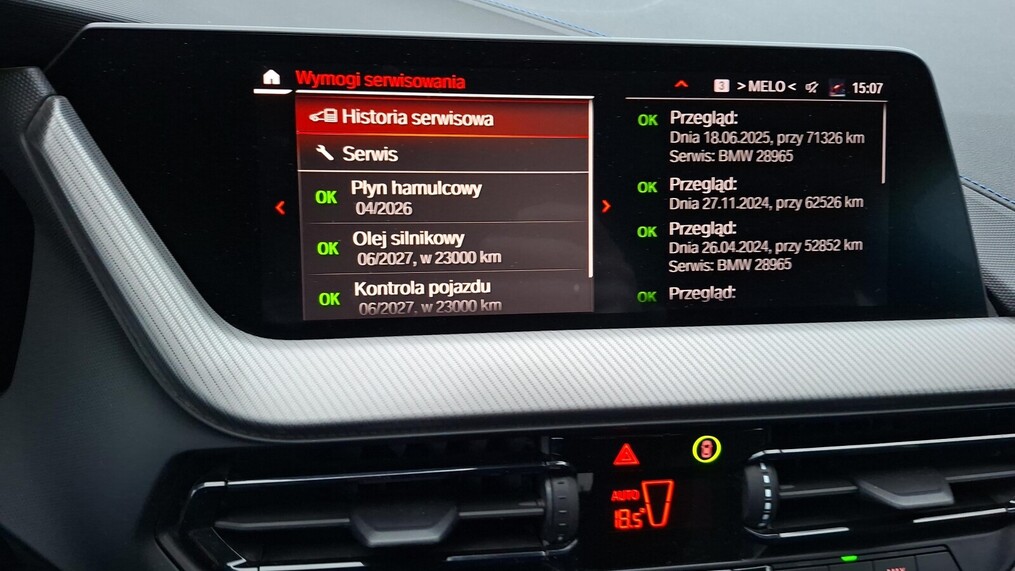 Wymogi serwisowania
3 >MELO< 15:07
Historia serwisowa
Serwis
OK Płyn hamulcowy
04/2026
OK Olej silnikowy
06/2027, w 23000 km
OK Kontrola pojazdu
06/2027, w 23000 km
OK Przegląd:
Dnia 18.06.2025, przy 71326 km
Serwis: BMW 28965
OK Przegląd:
Dnia 27.11.2024, przy 62526 km
OK Przegląd:
Dnia 26.04.2024, przy 52852 km
Serwis: BMW 28965
OK Przegląd:
AUTO
18.5°